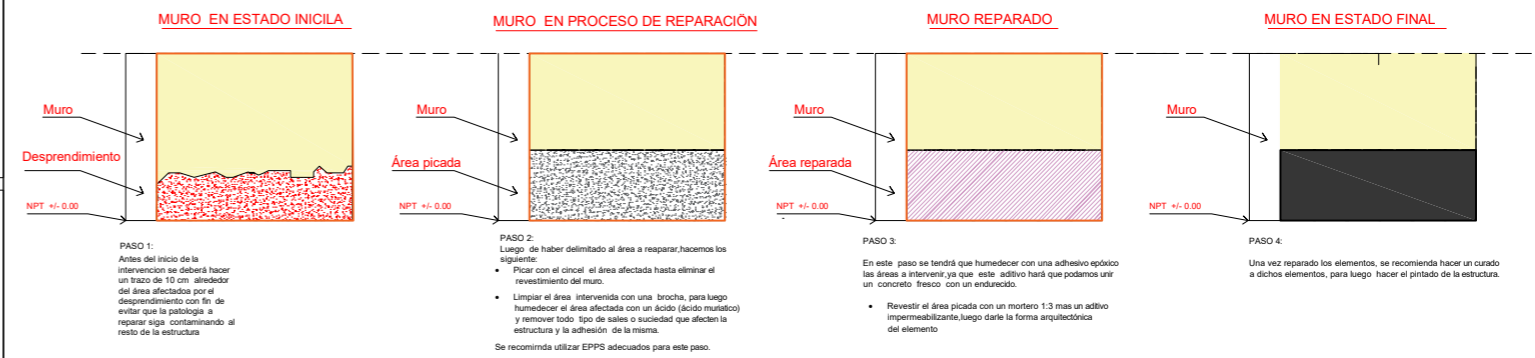 MURO EN ESTADO INICILA
Muro
Desprendimiento
NPT +/- 0.00
PASO 1:
Antes del inicio de la
intervencion se deberá hacer
un trazo de 10 cm alrededor
del área afectadoa por el
desprendimiento con fin de
evitar que la patologia a
reparar siga contaminando al
resto de la estructura
MURO EN PROCESO DE REPARACIÖN
Muro
Área picada
NPT +/- 0.00
PASO 2:
Luego de haber delimitado al área a reaparar,hacemos los
siguiente:
• Picar con el cincel el área afectada hasta eliminar el
revestimiento del muro.
• Limpiar el área intervenida con una brocha, para luego
humedecer el área afectada con un ácido (ácido muriatico)
y remover todo tipo de sales o suciedad que afecten la
estructura y la adhesión de la misma.
Se recomirnda utilizar EPPS adecuados para este paso.
MURO REPARADO
Muro
Área reparada
NPT +/- 0.00
PASO 3:
En este paso se tendrá que humedecer con una adhesivo epóxico
las áreas a intervenir,ya que este aditivo hará que podamos unir
un concreto fresco con un endurecido.
• Revestir el área picada con un mortero 1:3 mas un aditivo
impermeabilizante,luego darle la forma arquitectónica
del elemento
MURO EN ESTADO FINAL
Muro
NPT +/- 0.00
PASO 4:
Una vez reparado los elementos, se recomienda hacer un curado
a dichos elementos, para luego hacer el pintado de la estructura.